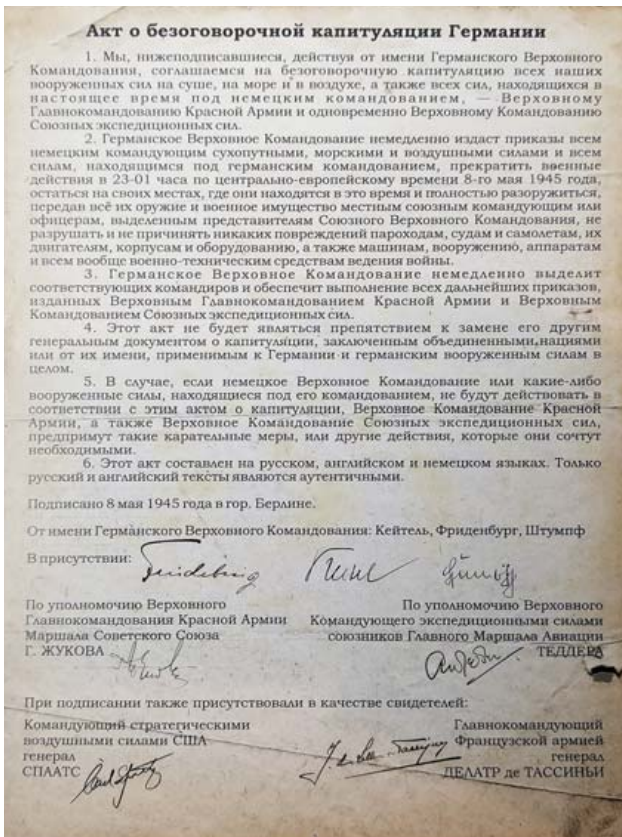 Акт о безоговорочной капитуляции Германии
1. Мы, нижеподписавшиеся, действуя от имени Германского Верховного
Командования, соглашаемся на безоговорочную капитуляцию всех наших
вооруженных сил на суше, на море и в воздухе, а также всех сил, находящихся в
настоящее время под немецким командованием, — Верховному
Главнокомандованию Красной Армии и одновременно Верховному Командованию
Союзных экспедиционных сил.
2. Германское Верховное Командование немедленно издаст приказы всем
немецким командующим сухопутными, морскими и воздушными силами и всем
силам, находящимся под германским командованием, прекратить военные
действия в 23-01 часа по центрально-европейскому времени 8-го мая 1945 года,
остаться на своих местах, где они находятся в это время и полностью разоружиться,
передав всё их оружие и военное имущество местным союзным командующим или
офицерам, выделенным представителям Союзного Верховного Командования, не
разрушать и не причинять никаких повреждений пароходам, судам и самолетам, их
двигателям, корпусам и оборудованию, а также машинам, вооружению, аппаратам
и всем вообще военно-техническим средствам ведения войны.
3. Германское Верховное Командование немедленно выделит
соответствующих командиров и обеспечит выполнение всех дальнейших приказов,
изданных Верховным Главнокомандованием Красной Армии и Верховным
Командованием Союзных экспедиционных сил.
4. Этот акт не будет являться препятствием к замене его другим
генеральным документом о капитуляции, заключенным объединенными нациями
или от их имени, применимым к Германии и германским вооруженным силам в
целом.
5. В случае, если немецкое Верховное Командование или какие-либо
вооруженные силы, находящиеся под его командованием, не будут действовать в
соответствии с этим актом о капитуляции, Верховное Командование Красной
Армии, а также Верховное Командование Союзных экспедиционных сил,
предпримут такие карательные меры, или другие действия, которые они сочтут
необходимыми.
6. Этот акт составлен на русском, английском и немецком языках. Только
русский и английский тексты являются аутентичными.
Подписано 8 мая 1945 года в гор. Берлине.
От имени Германского Верховного Командования: Кейтель, Фриденбург, Штумпф
В присутствии:
По уполномочию Верховного
Главнокомандования Красной Армии
Маршала Советского Союза
Г. ЖУКОВА
По уполномочию Верховного
Командующего экспедиционными силами
союзников Главного Маршала Авиации
ТЕДДЕРА
При подписании также присутствовали в качестве свидетелей:
Командующий стратегическими
воздушными силами США
генерал
СПААТС
Главнокомандующий
Французской армией
генерал
ДЕЛАТР де ТАССИНЬИ